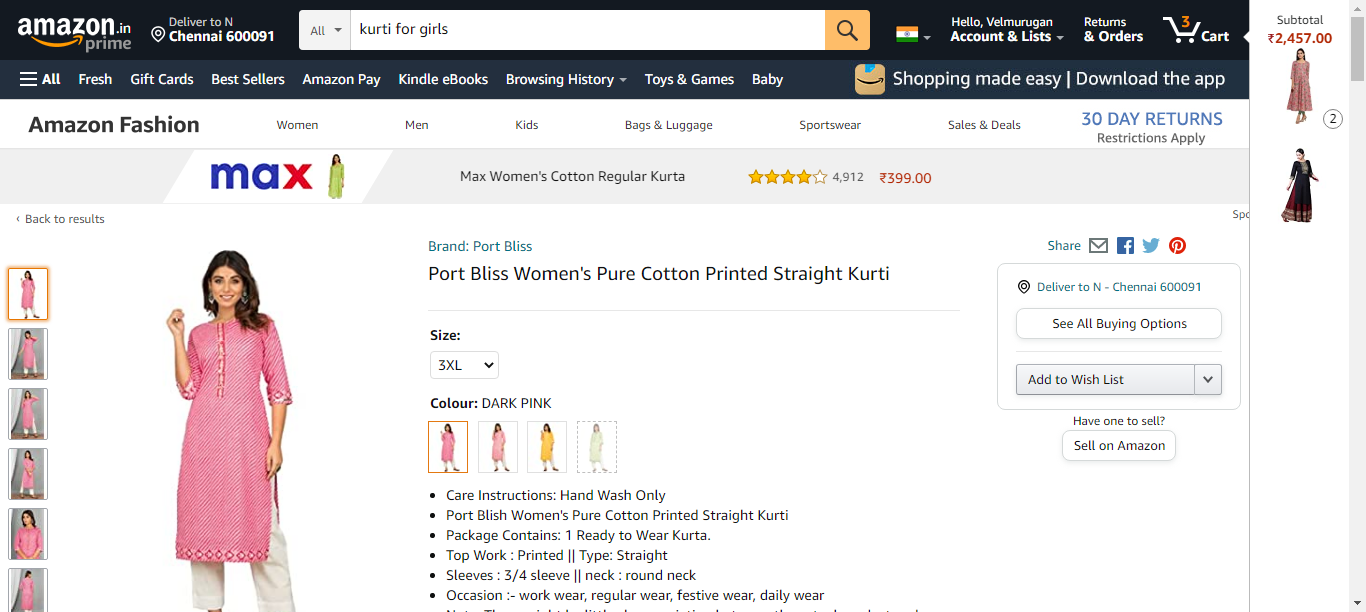 amazon.in
prime
Deliver to N
Chennai 600091
All
kurti for girls
Hello, Velmurugan
Account & Lists
Returns
& Orders
3
Cart
Subtotal
₹2,457.00
2
All
Fresh
Gift Cards
Best Sellers
Amazon Pay
Kindle eBooks
Browsing History
Toys & Games
Baby
Shopping made easy | Download the app
Amazon Fashion
Women
Men
Kids
Bags & Luggage
Sportswear
Sales & Deals
30 DAY RETURNS
Restrictions Apply
max
Max Women's Cotton Regular Kurta
4,912
₹399.00
‹ Back to results
Spo
Brand: Port Bliss
Port Bliss Women's Pure Cotton Printed Straight Kurti
Size:
3XL
Colour: DARK PINK
Care Instructions: Hand Wash Only
Port Blish Women's Pure Cotton Printed Straight Kurti
Package Contains: 1 Ready to Wear Kurta.
Top Work : Printed || Type: Straight
Sleeves : 3/4 sleeve || neck : round neck
Occasion :- work wear, regular wear, festive wear, daily wear
Share
Deliver to N - Chennai 600091
See All Buying Options
Add to Wish List
Have one to sell?
Sell on Amazon